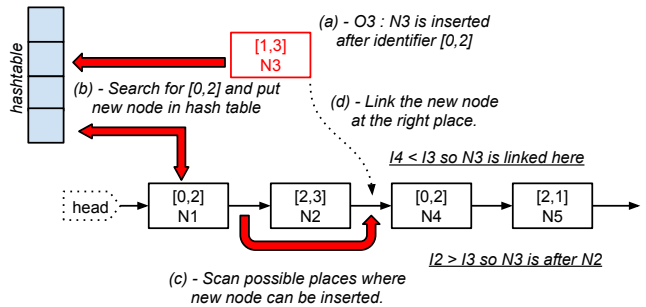 (a) - O3 : N3 is inserted
after identifier [0,2]
[1,3]
N3
hashtable
(b) - Search for [0,2] and put
new node in hash table
(d) - Link the new node
at the right place.
I4 < I3 so N3 is linked here
head
[0,2]
N1
[2,3]
N2
[0,2]
N4
[2,1]
N5
I2 > I3 so N3 is after N2
(c) - Scan possible places where
new node can be inserted.